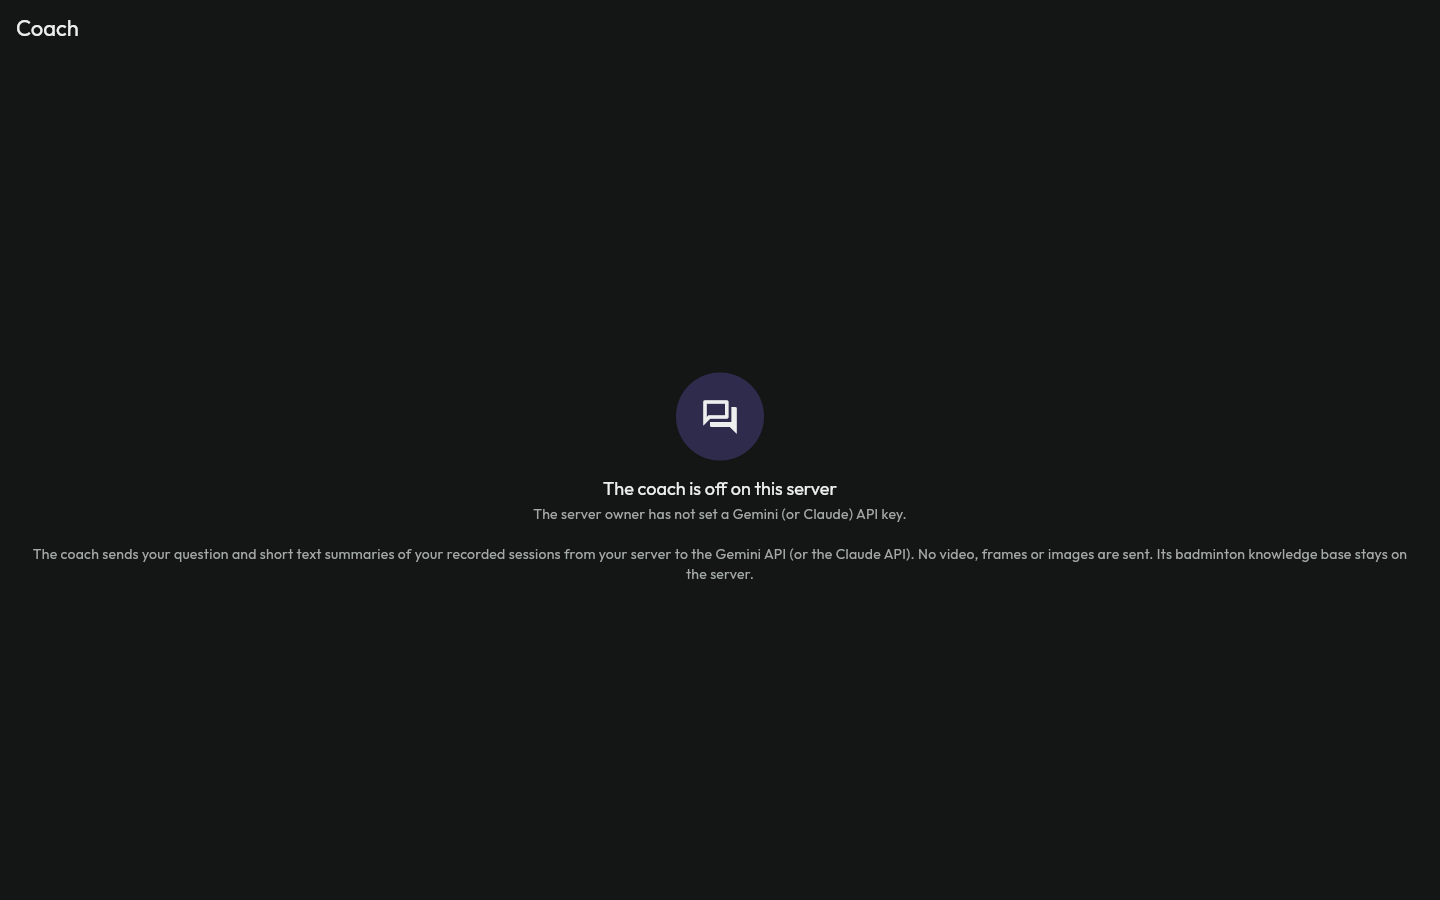 Coach
The coach is off on this server
The server owner has not set a Gemini (or Claude) API key.
The coach sends your question and short text summaries of your recorded sessions from your server to the Gemini API (or the Claude API). No video, frames or images are sent. Its badminton knowledge base stays on
the server.